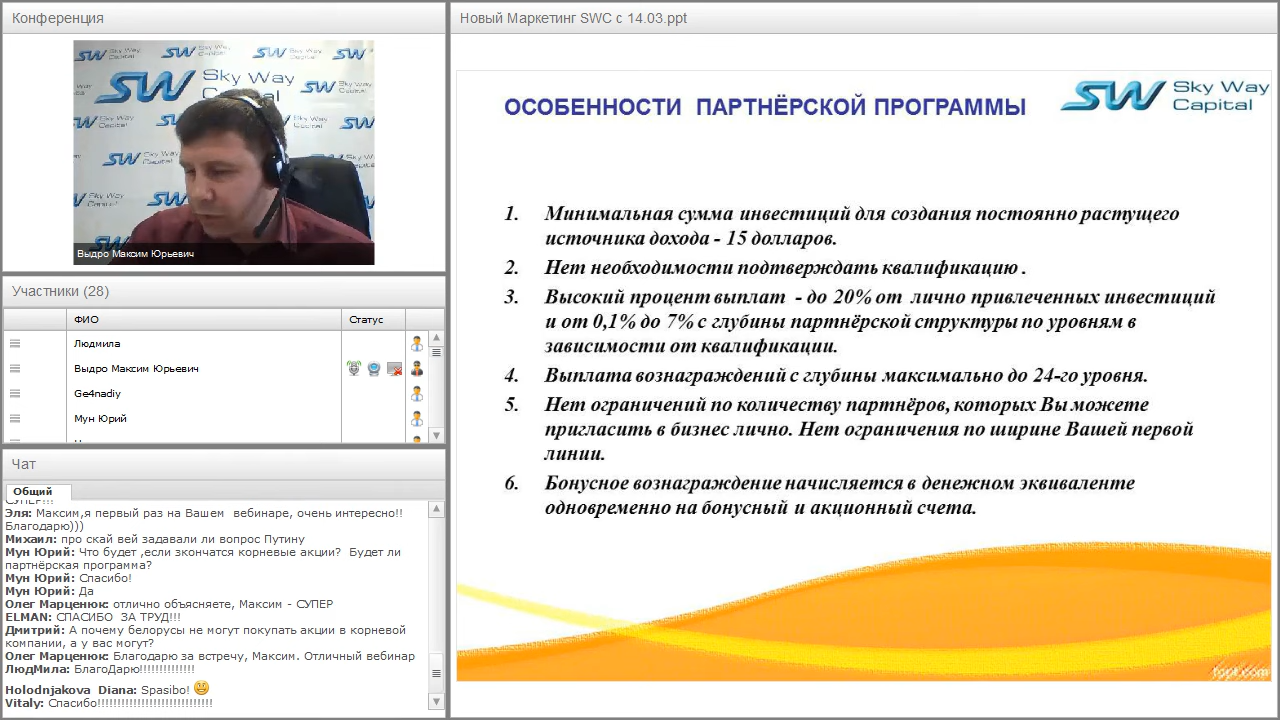 Конференция
SW Sky Way Capital
Выдро Максим Юрьевич
Участники (28)
ФИО
Статус
Людмила
Выдро Максим Юрьевич
Ge4nadiy
Мун Юрий
Чат
Общий
СУПЕР!!!
Эля: Максим,я первый раз на Вашем вебинаре, очень интересно!!
Благодарю)))
Михаил: про скай вей задавали ли вопрос Путину
Мун Юрий: Что будет ,если зкончатся корневые акции? Будет ли
партнёрская программа?
Мун Юрий: Спасибо!
Мун Юрий: Да
Олег Марценюк: отлично объясняете, Максим - СУПЕР
ELMAN: СПАСИБО ЗА ТРУД!!!
Дмитрий: А почему белорусы не могут покупать акции в корневой
компании, а у вас могут?
Олег Марценюк: Благодарю за встречу, Максим. Отличный вебинар
ЛюдМила: БлагоДарю!!!!!!!!!!!!!!
Holodnjakova Diana: Spasibo!
Vitaly: Спасибо!!!!!!!!!!!!!!!!!!!!!!!!!!!!!
Новый Маркетинг SWC с 14.03.ppt
ОСОБЕННОСТИ ПАРТНЁРСКОЙ ПРОГРАММЫ
SW Sky Way
Capital
1. Минимальная сумма инвестиций для создания постоянно растущего
источника дохода - 15 долларов.
2. Нет необходимости подтверждать квалификацию .
3. Высокий процент выплат - до 20% от лично привлеченных инвестиций
и от 0,1% до 7% с глубины партнёрской структуры по уровням в
зависимости от квалификации.
4. Выплата вознаграждений с глубины максимально до 24-го уровня.
5. Нет ограничений по количеству партнёров, которых Вы можете
пригласить в бизнес лично. Нет ограничения по ширине Вашей первой
линии.
6. Бонусное вознаграждение начисляется в денежном эквиваленте
одновременно на бонусный и акционный счета.
fppt.com